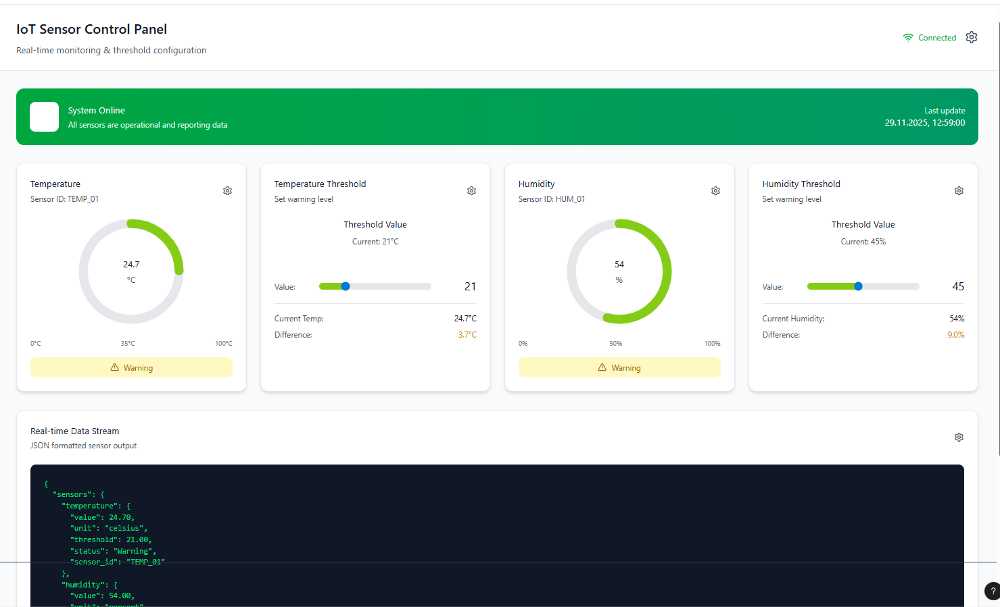 IoT Sensor Control Panel
Real-time monitoring & threshold configuration
Connected
System Online
All sensors are operational and reporting data
Last update
29.11.2025, 12:59:00
Temperature
Sensor ID: TEMP_01
24.7
°C
0°C 35°C 100°C
Warning
Temperature Threshold
Set warning level
Threshold Value
Current: 21°C
Value: 21
Current Temp: 24.7°C
Difference: 3.7°C
Humidity
Sensor ID: HUM_01
54
%
0% 50% 100%
Warning
Humidity Threshold
Set warning level
Threshold Value
Current: 45%
Value: 45
Current Humidity: 54%
Difference: 9.0%
Real-time Data Stream
JSON formatted sensor output
{
"sensors": {
"temperature": {
"value": 24.70,
"unit": "celsius",
"threshold": 21.00,
"status": "Warning",
"sensor_id": "TEMP_01"
},
"humidity": {
"value": 54.00,
"unit": "percent"
?